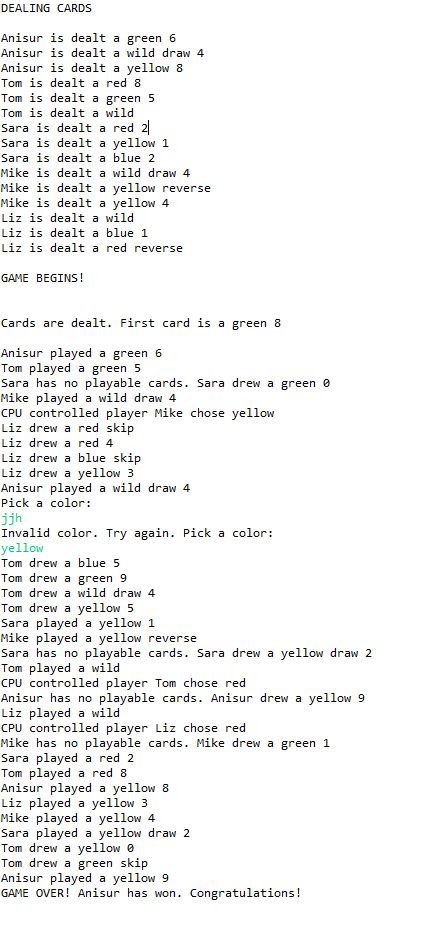 DEALING CARDS
Anisur is dealt a green 6
Anisur is dealt a wild draw 4
Anisur is dealt a yellow 8
Tom is dealt a red 8
Tom is dealt a green 5
Tom is dealt a wild
Sara is dealt a red 2
Sara is dealt a yellow 1
Sara is dealt a blue 2
Mike is dealt a wild draw 4
Mike is dealt a yellow reverse
Mike is dealt a yellow 4
Liz is dealt a wild
Liz is dealt a blue 1
Liz is dealt a red reverse
GAME BEGINS!
Cards are dealt. First card is a green 8
Anisur played a green 6
Tom played a green 5
Sara has no playable cards. Sara drew a green 0
Mike played a wild draw 4
CPU controlled player Mike chose yellow
Liz drew a red skip
Liz drew a red 4
Liz drew a blue skip
Liz drew a yellow 3
Anisur played a wild draw 4
Pick a color:
jjh
Invalid color. Try again. Pick a color:
yellow
Tom drew a blue 5
Tom drew a green 9
Tom drew a wild draw 4
Tom drew a yellow 5
Sara played a yellow 1
Mike played a yellow reverse
Sara has no playable cards. Sara drew a yellow draw 2
Tom played a wild
CPU controlled player Tom chose red
Anisur has no playable cards. Anisur drew a yellow 9
Liz played a wild
CPU controlled player Liz chose red
Mike has no playable cards. Mike drew a green 1
Sara played a red 2
Tom played a red 8
Anisur played a yellow 8
Liz played a yellow 3
Mike played a yellow 4
Sara played a yellow draw 2
Tom drew a yellow 0
Tom drew a green skip
Anisur played a yellow 9
GAME OVER! Anisur has won. Congratulations!